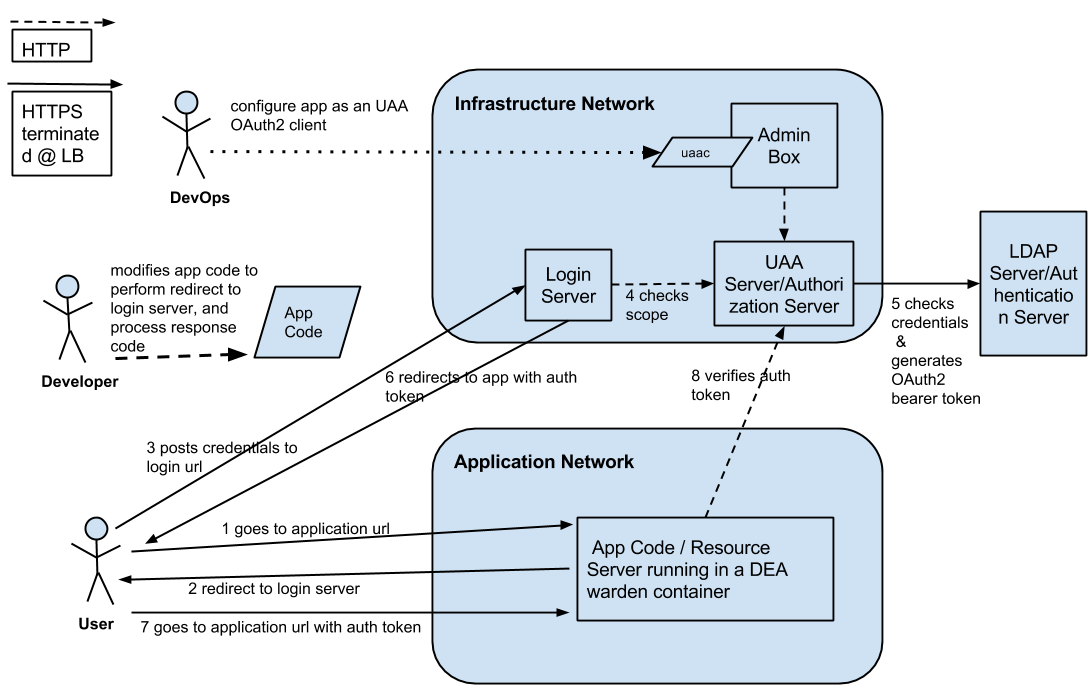 HTTP
HTTPS
terminate
d @ LB
configure app as an UAA
OAuth2 client
DevOps
Infrastructure Network
uaac
Admin
Box
modifies app code to
perform redirect to
login server, and
process response
code
App
Code
Developer
Login
Server
4 checks
scope
UAA
Server/Authori
zation Server
LDAP
Server/Aut
henticatio
n Server
5 checks
credentials
&
generates
OAuth2
bearer token
6 redirects to app with auth
token
8 verifies auth
token
3 posts credentials to
login url
Application Network
1 goes to application url
App Code / Resource
Server running in a DEA
warden container
2 redirect to login server
User
7 goes to application url with auth token